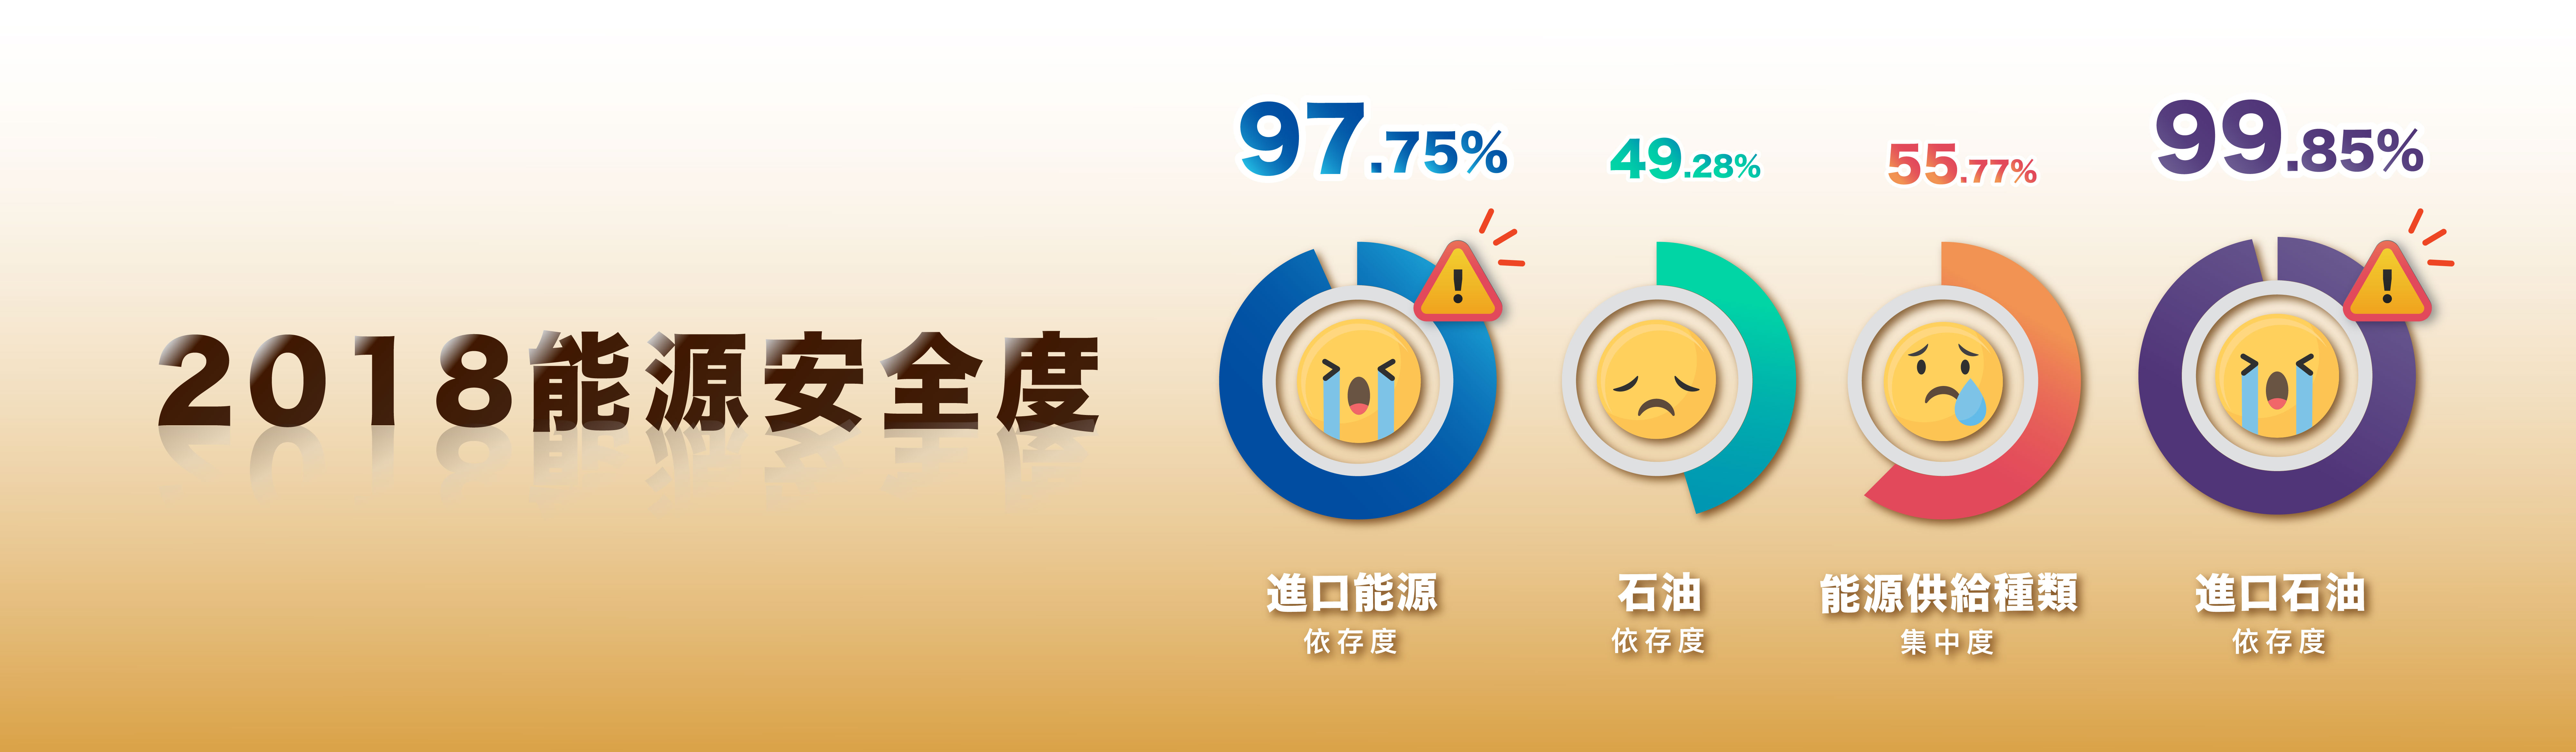 2018能源安全度
97.75%
49.28%
55.77%
99.85%
進口能源
依存度
石油
依存度
能源供給種類
集中度
進口石油
依存度